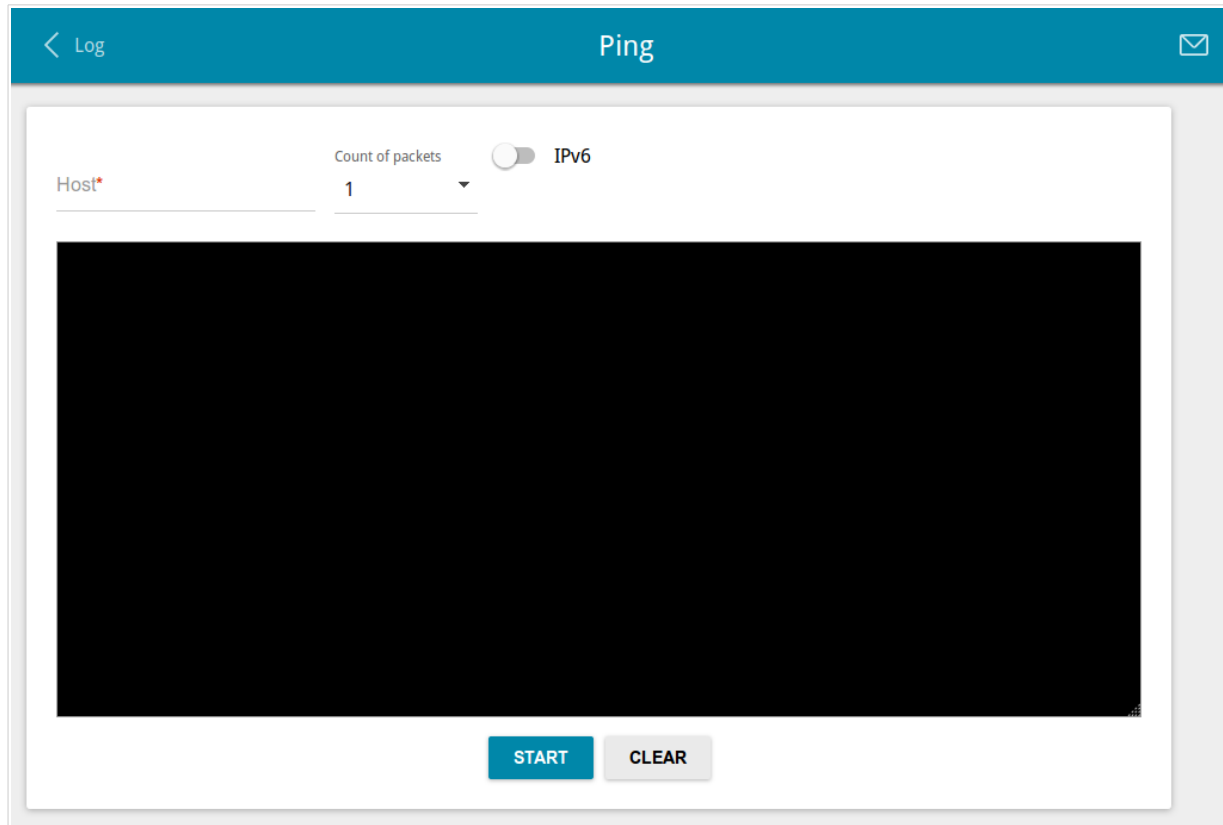 Log
Ping
Host*
Count of packets
1
IPv6
START
CLEAR